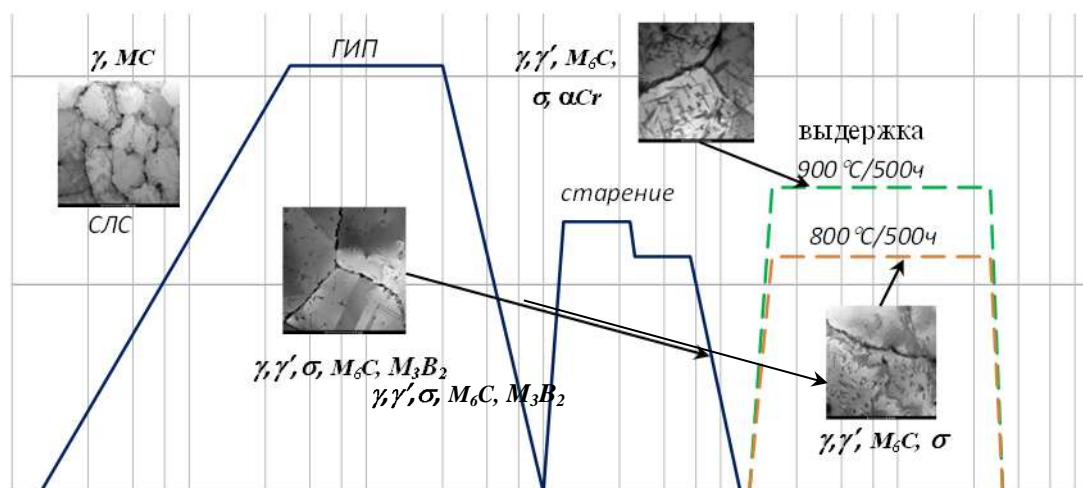 γ, MC
СЛС
ГИП
γ,γ′, M₆C,
σ, αCr
выдержка
900 °C/500ч
старение
800 °C/500ч
γ,γ′,σ, M₆C, M₃B₂
γ,γ′,σ, M₆C, M₃B₂
γ,γ′, M₆C, σ